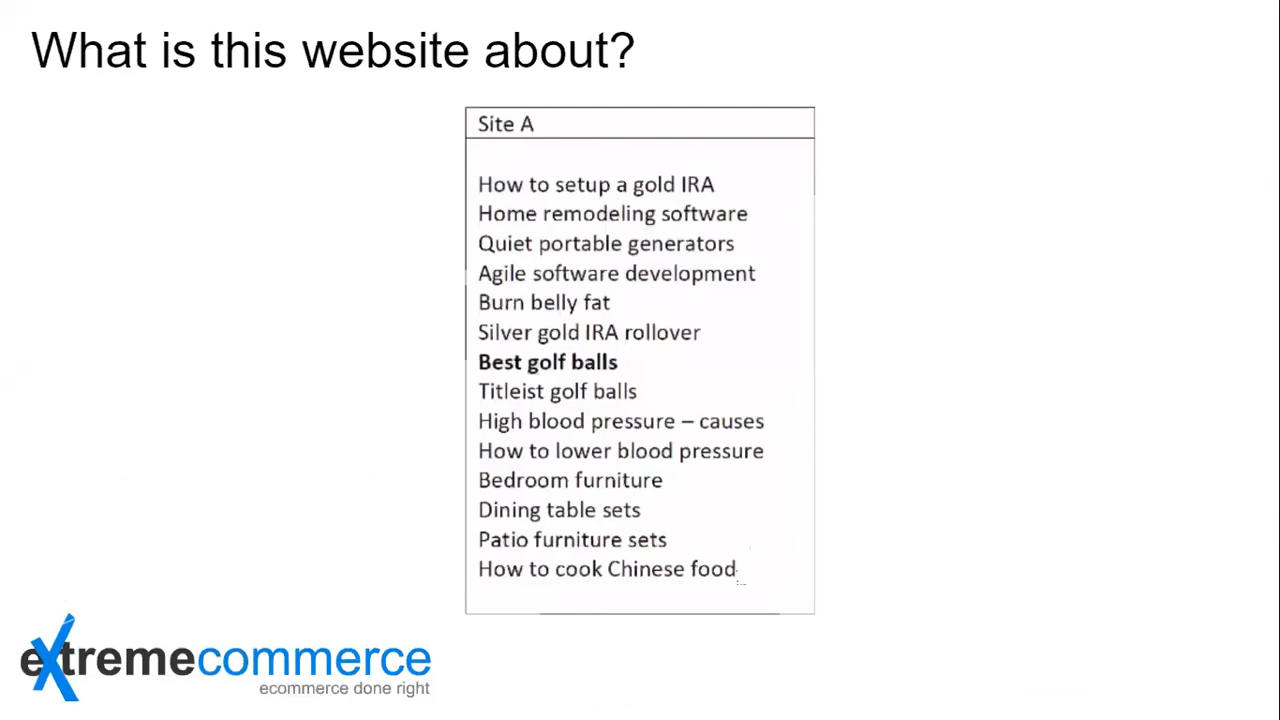 What is this website about?
Site A
How to setup a gold IRA
Home remodeling software
Quiet portable generators
Agile software development
Burn belly fat
Silver gold IRA rollover
Best golf balls
Titleist golf balls
High blood pressure – causes
How to lower blood pressure
Bedroom furniture
Dining table sets
Patio furniture sets
How to cook Chinese food
extremecommerce
ecommerce done right